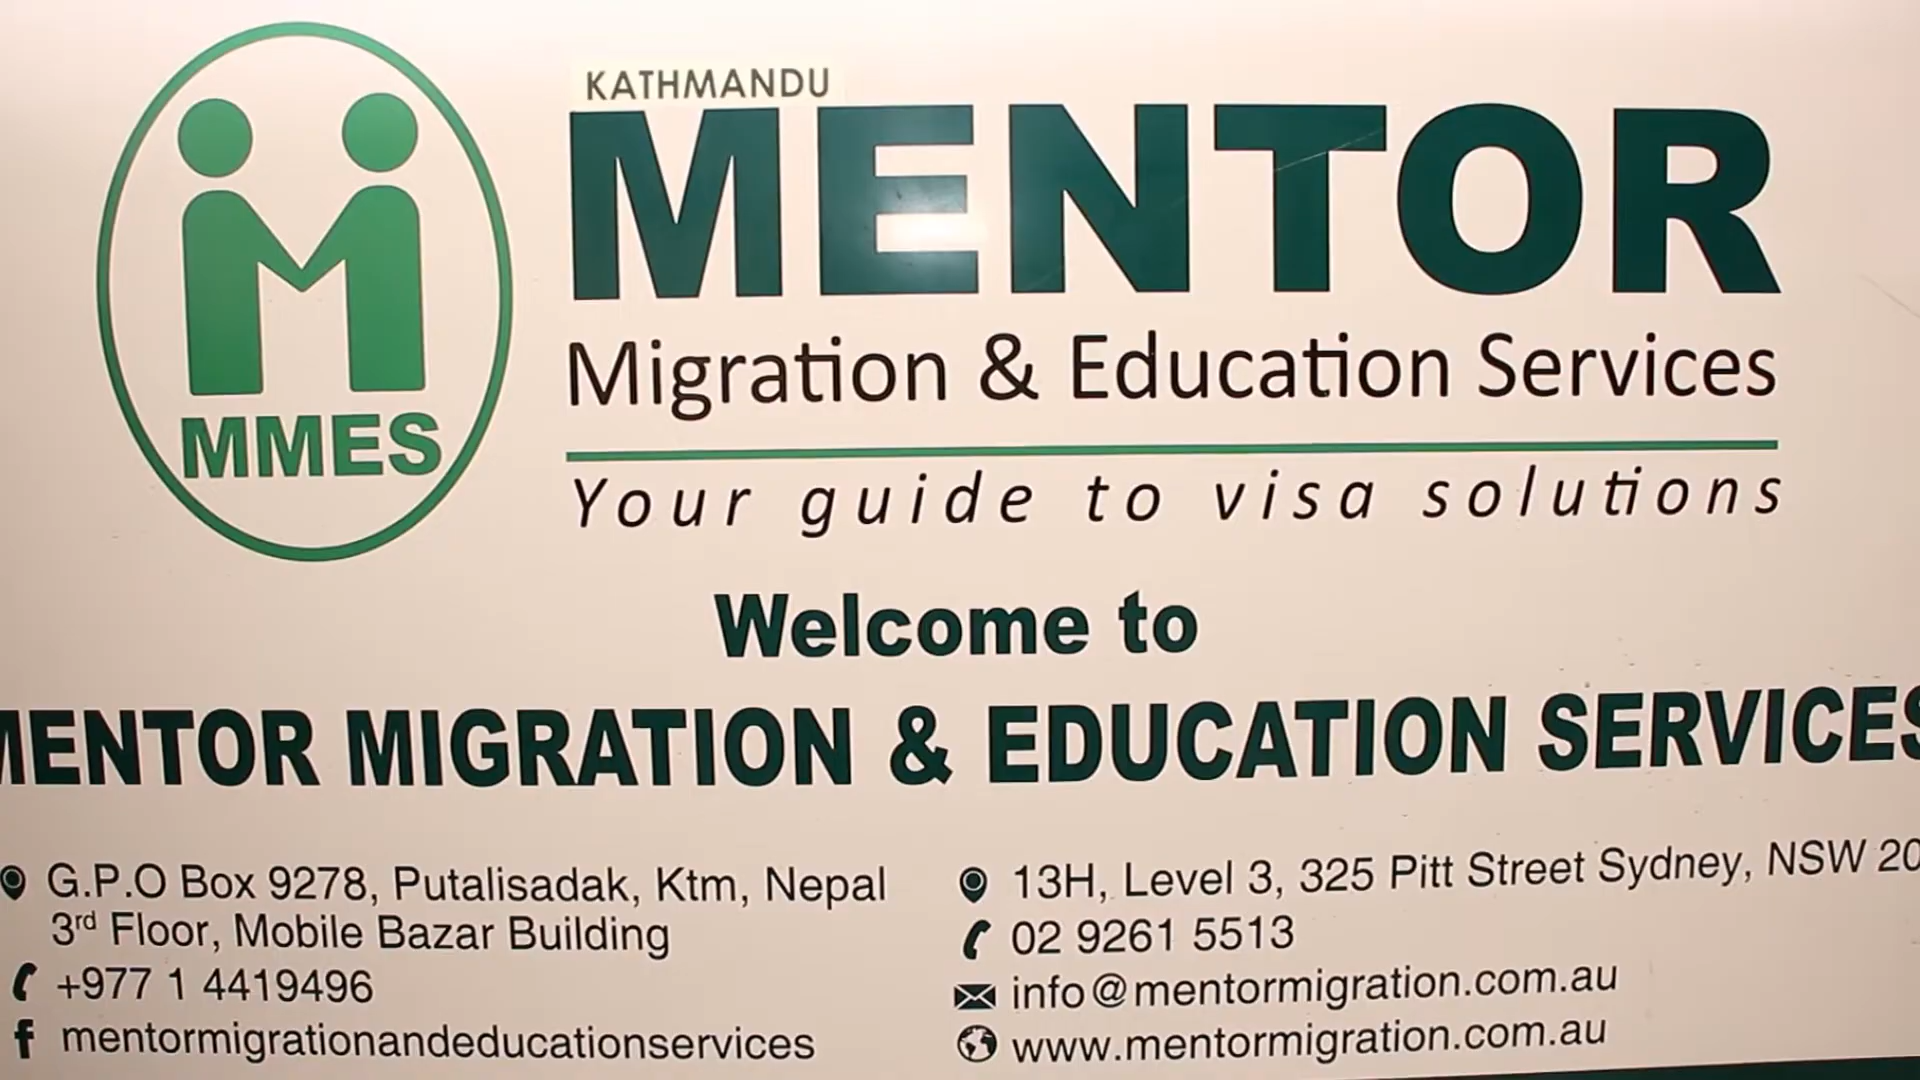 KATHMANDU
MENTOR
Migration & Education Services
MMES
Your guide to visa solutions
Welcome to
MENTOR MIGRATION & EDUCATION SERVICES
G.P.O Box 9278, Putalisadak, Ktm, Nepal
3rd Floor, Mobile Bazar Building
+977 1 4419496
mentormigrationandeducationservices
13H, Level 3, 325 Pitt Street Sydney, NSW 20
02 9261 5513
info@mentormigration.com.au
www.mentormigration.com.au